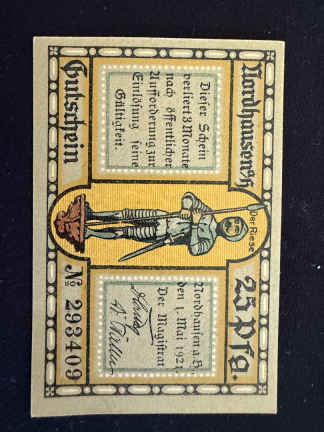 Nordhausen a/H
Gutschein
Dieser Schein
verliert 3 Monate
nach öffentlicher
Aufforderung zur
Einlösung seine
Gültigkeit.
Der Riese
Nordhausen a. H.
den 1. Mai 1921
Der Magistrat
25 Pfg.
№ 293409